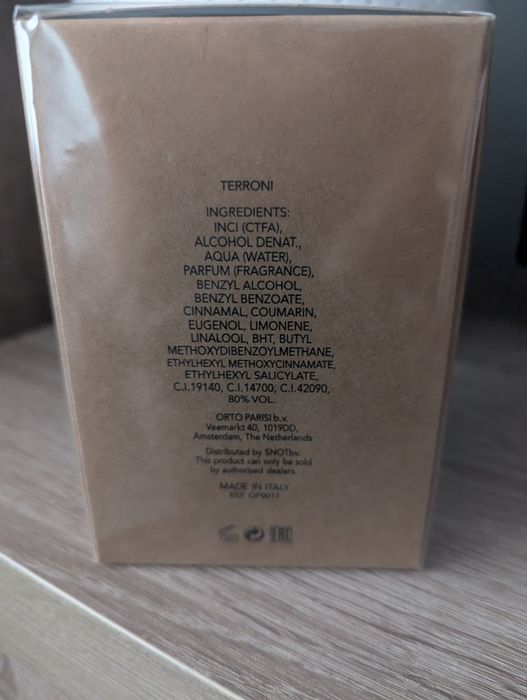 TERRONI
INGREDIENTS:
INCI (CTFA),
ALCOHOL DENAT.,
AQUA (WATER),
PARFUM (FRAGRANCE),
BENZYL ALCOHOL,
BENZYL BENZOATE,
CINNAMAL, COUMARIN,
EUGENOL, LIMONENE,
LINALOOL, BHT, BUTYL
METHOXYDIBENZOYLMETHANE,
ETHYLHEXYL METHOXYCINNAMATE,
ETHYLHEXYL SALICYLATE,
C.I.19140, C.I.14700, C.I.42090,
80% VOL.
ORTO PARISI b.v.
Veemarkt 40, 1019DD,
Amsterdam, The Netherlands
Distributed by SNOTbv.
This product can only be sold
by authorised dealers.
MADE IN ITALY
REF. OP0017
EAC